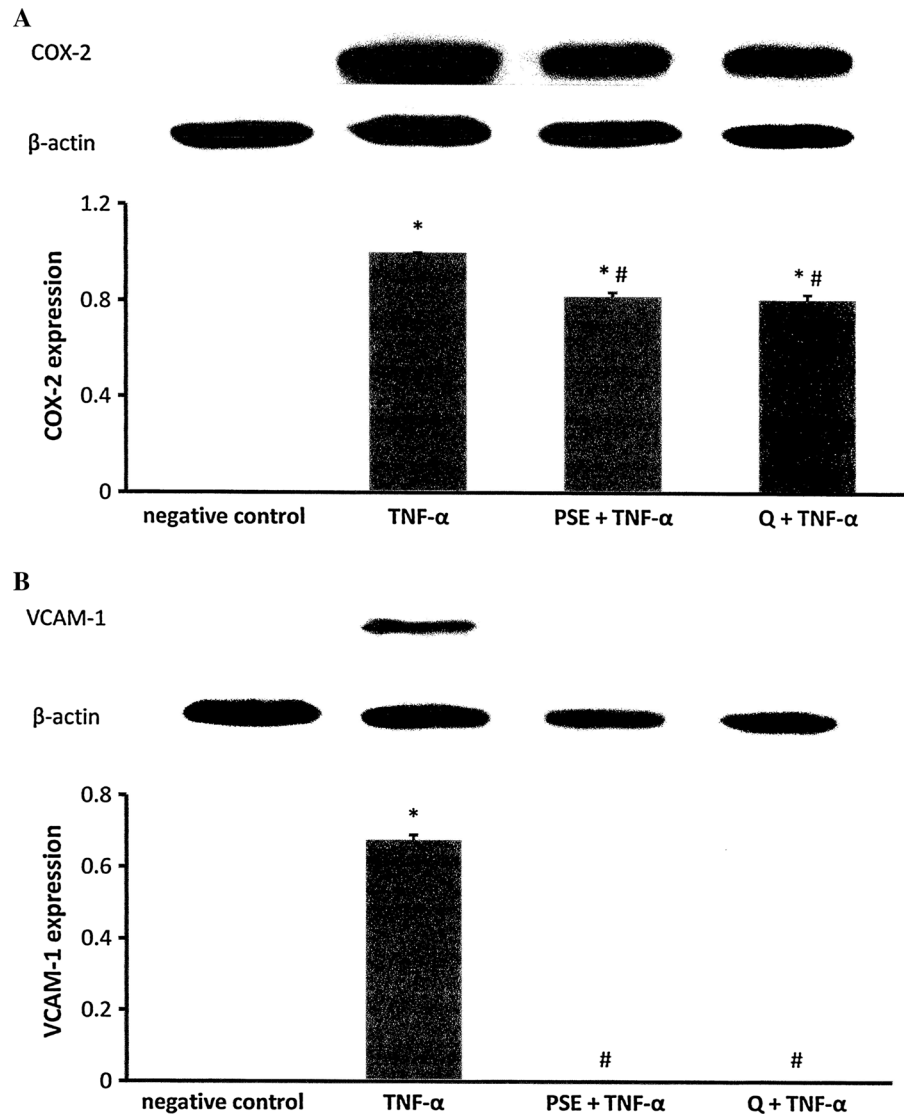 A
COX-2
β-actin
1.2
0.8
0.4
0
COX-2 expression
*
* #
* #
negative control TNF-α PSE + TNF-α Q + TNF-α
B
VCAM-1
β-actin
0.8
0.6
0.4
0.2
0
VCAM-1 expression
*
#
#
negative control TNF-α PSE + TNF-α Q + TNF-α